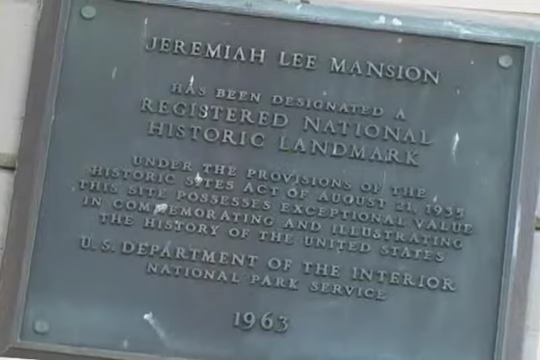 JEREMIAH LEE MANSION
HAS BEEN DESIGNATED A
REGISTERED NATIONAL
HISTORIC LANDMARK
UNDER THE PROVISIONS OF THE
HISTORIC SITES ACT OF AUGUST 21, 1935
THIS SITE POSSESSES EXCEPTIONAL VALUE
IN COMMEMORATING AND ILLUSTRATING
THE HISTORY OF THE UNITED STATES
U.S. DEPARTMENT OF THE INTERIOR
NATIONAL PARK SERVICE
1963